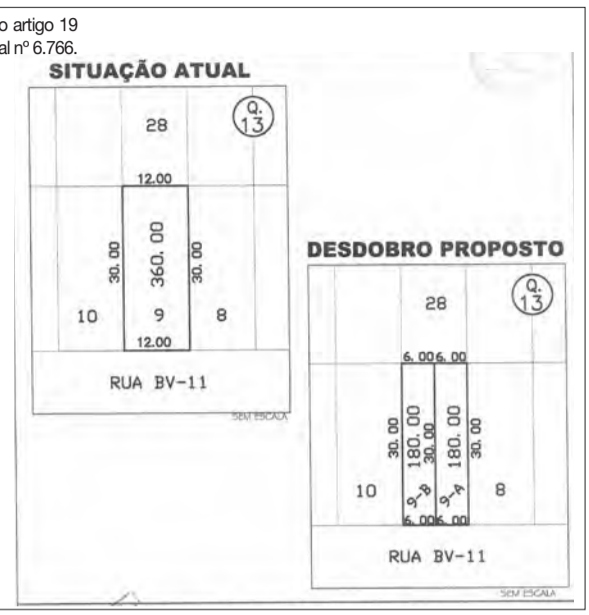 o artigo 19
al nº 6.766.
SITUAÇÃO ATUAL
Q.
13
28
12.00
30.00
360.00
30.00
10
9
8
12.00
RUA BV-11
SEM ESCALA
DESDOBRO PROPOSTO
Q.
13
28
6.00 6.00
30.00
180.00
30.00
180.00
30.00
10
9-B
9-A
8
6.00 6.00
RUA BV-11
SEM ESCALA